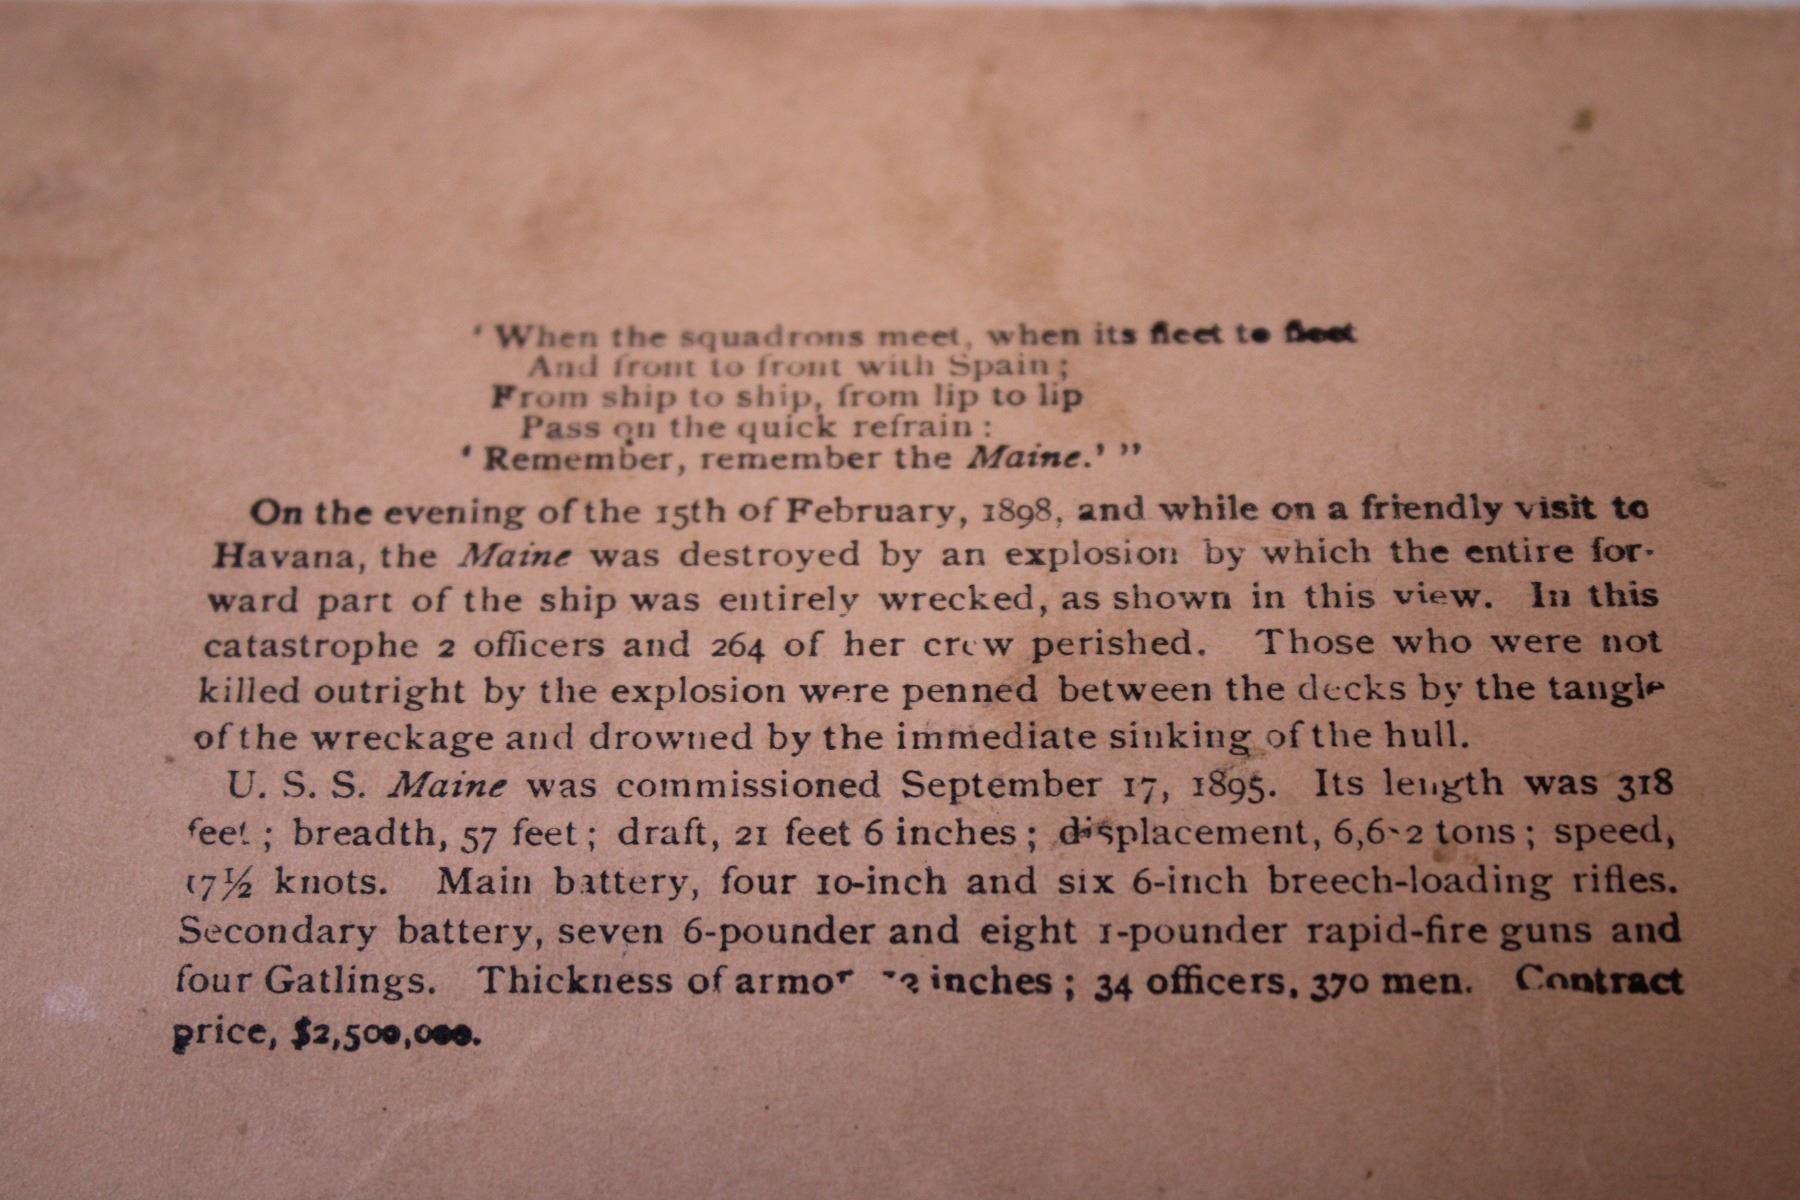 ‘ When the squadrons meet, when its fleet to fleet
And front to front with Spain ;
From ship to ship, from lip to lip
Pass on the quick refrain :
‘ Remember, remember the Maine.’ ”
On the evening of the 15th of February, 1898, and while on a friendly visit to
Havana, the Maine was destroyed by an explosion by which the entire for-
ward part of the ship was entirely wrecked, as shown in this view. In this
catastrophe 2 officers and 264 of her crew perished. Those who were not
killed outright by the explosion were penned between the decks by the tangle
of the wreckage and drowned by the immediate sinking of the hull.
U. S. S. Maine was commissioned September 17, 1895. Its length was 318
feet ; breadth, 57 feet ; draft, 21 feet 6 inches ; displacement, tons ; speed,
17½ knots. Main battery, four 10-inch and six 6-inch breech-loading rifles.
Secondary battery, seven 6-pounder and eight 1-pounder rapid-fire guns and
four Gatlings. Thickness of armor inches ; 34 officers, 370 men. Contract
price, $2,500,000.